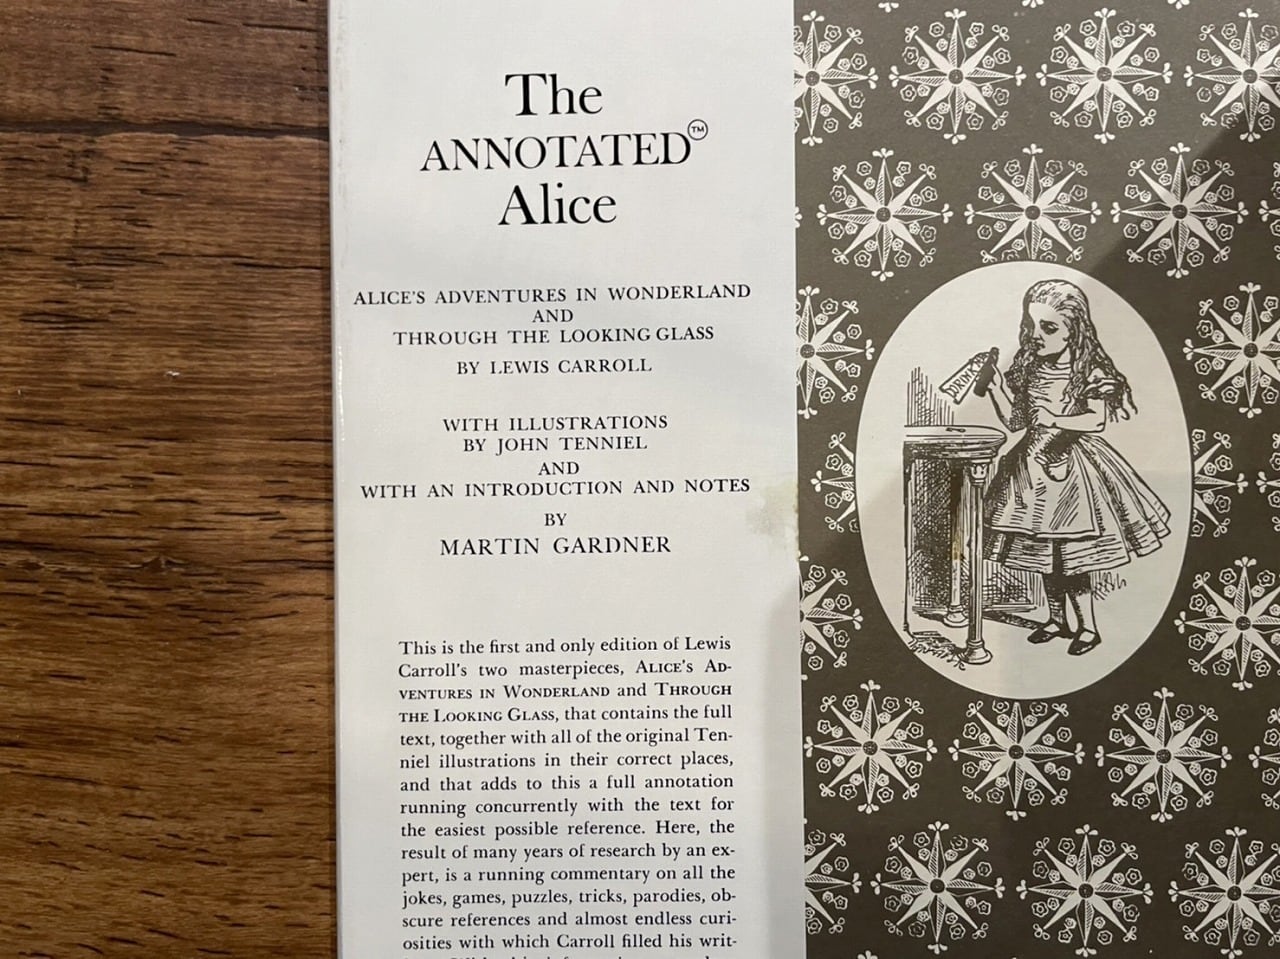 The
ANNOTATED™
Alice
ALICE'S ADVENTURES IN WONDERLAND
AND
THROUGH THE LOOKING GLASS
BY LEWIS CARROLL
WITH ILLUSTRATIONS
BY JOHN TENNIEL
AND
WITH AN INTRODUCTION AND NOTES
BY
MARTIN GARDNER
This is the first and only edition of Lewis
Carroll's two masterpieces, ALICE'S AD-
VENTURES IN WONDERLAND and THROUGH
THE LOOKING GLASS, that contains the full
text, together with all of the original Ten-
niel illustrations in their correct places,
and that adds to this a full annotation
running concurrently with the text for
the easiest possible reference. Here, the
result of many years of research by an ex-
pert, is a running commentary on all the
jokes, games, puzzles, tricks, parodies, ob-
scure references and almost endless curi-
osities with which Carroll filled his writ-
DRINK